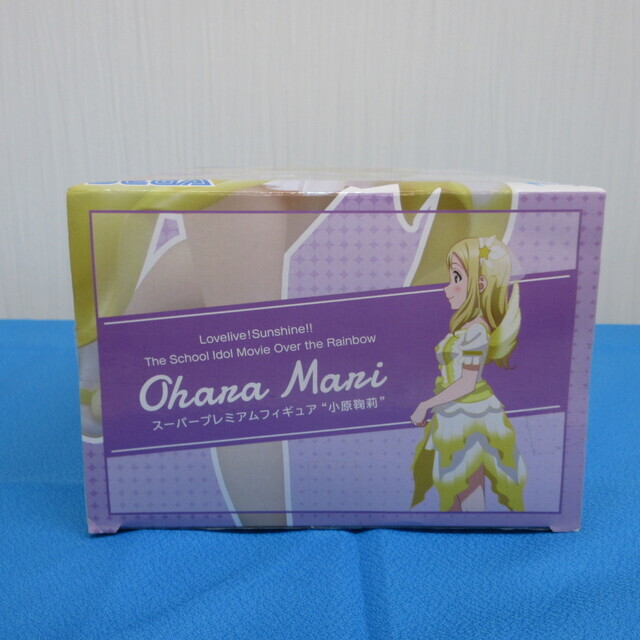 Lovelive!Sunshine!!
The School Idol Movie Over the Rainbow
Ohara Mari
スーパープレミアムフィギュア “小原鞠莉”